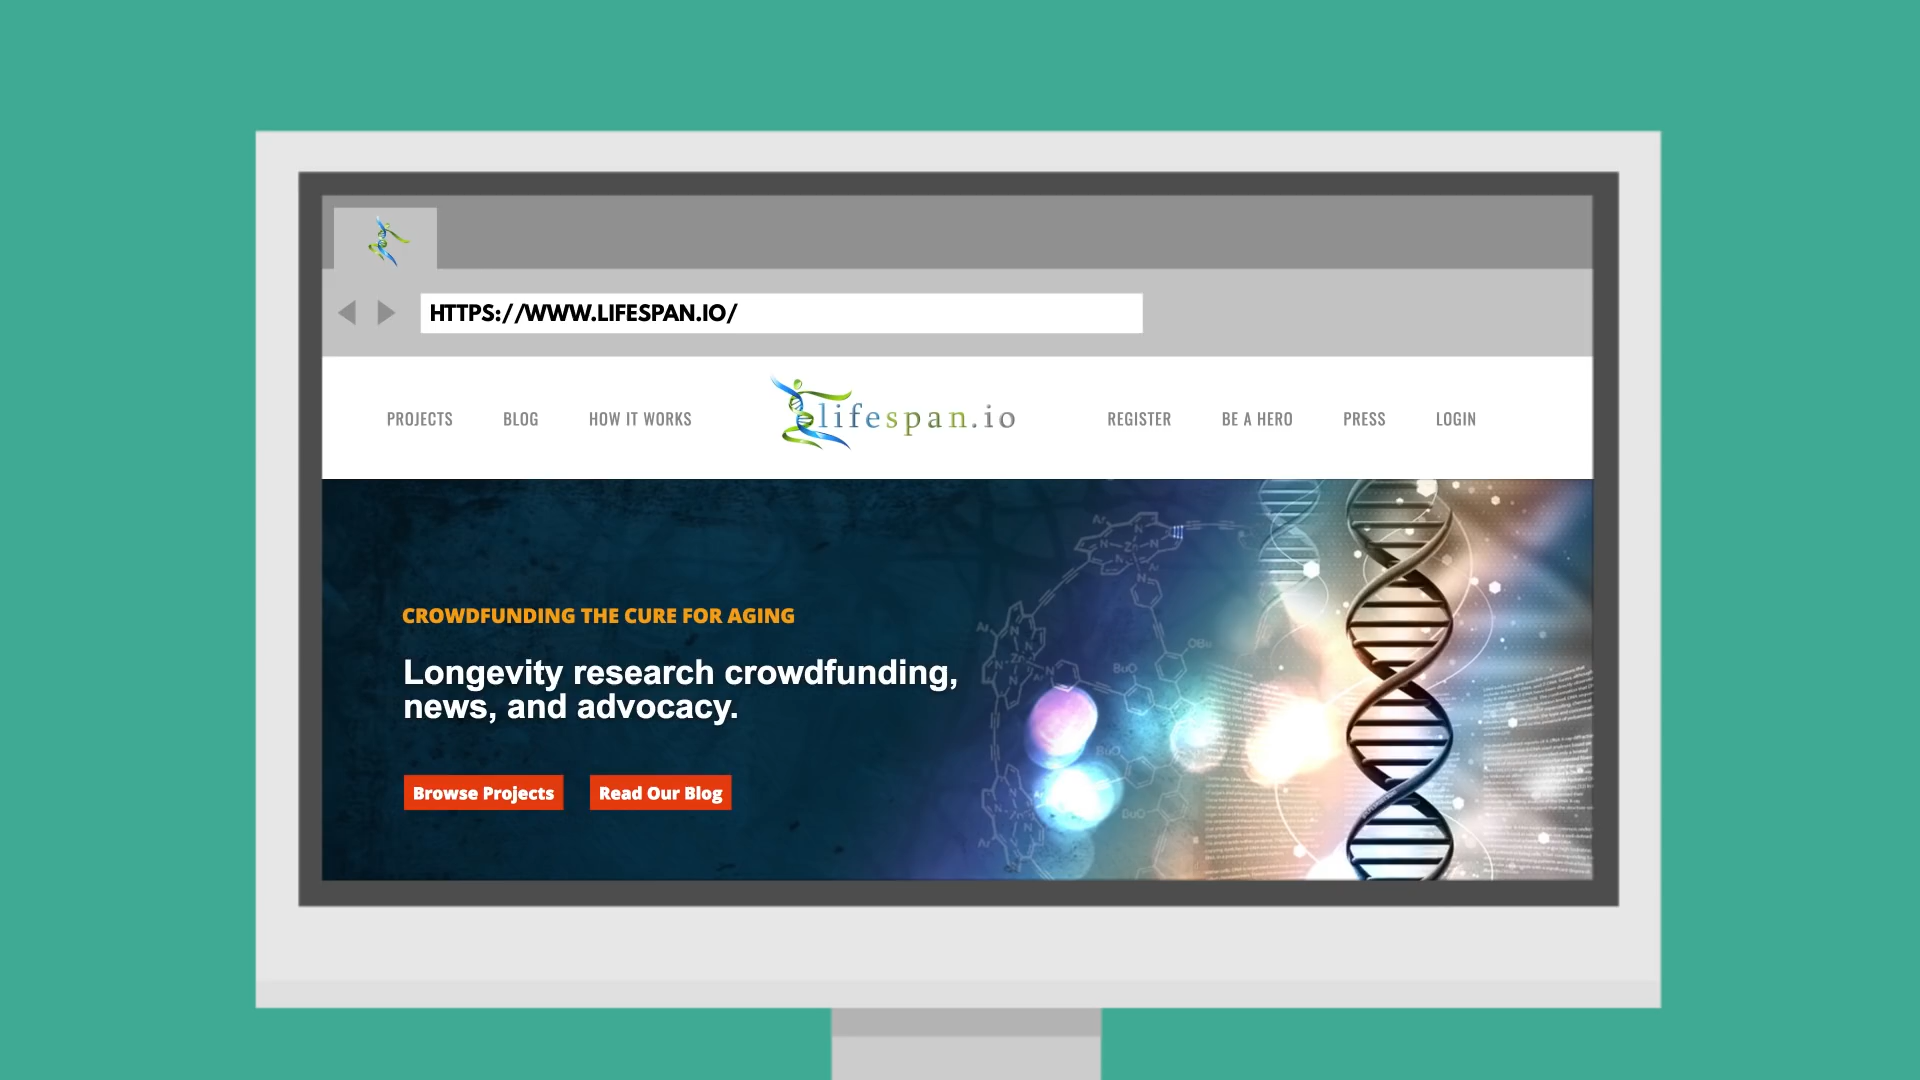 HTTPS://WWW.LIFESPAN.IO/
PROJECTS BLOG HOW IT WORKS lifespan.io REGISTER BE A HERO PRESS LOGIN
CROWDFUNDING THE CURE FOR AGING
Longevity research crowdfunding,
news, and advocacy.
Browse Projects Read Our Blog